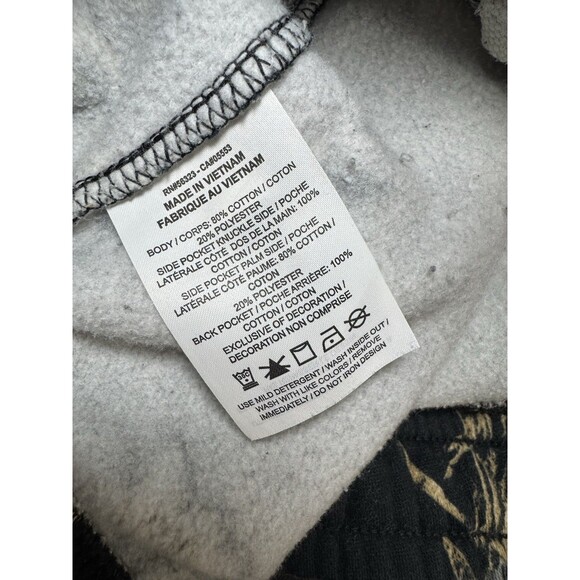 RN#56323 - CA#05553
MADE IN VIETNAM
FABRIQUE AU VIETNAM
BODY / CORPS: 80% COTTON / COTON
20% POLYESTER
SIDE POCKET KNUCKLE SIDE / POCHE
LATÉRALE CÔTÉ DOS DE LA MAIN: 100%
COTTON / COTON
SIDE POCKET PALM SIDE / POCHE
LATÉRALE CÔTÉ PAUME: 80% COTTON /
COTON
20% POLYESTER
BACK POCKET / POCHE ARRIÈRE: 100%
COTTON / COTON
EXCLUSIVE OF DECORATION /
DECORATION NON COMPRISE
USE MILD DETERGENT / WASH INSIDE OUT /
WASH WITH LIKE COLORS / REMOVE
IMMEDIATELY / DO NOT IRON DESIGN